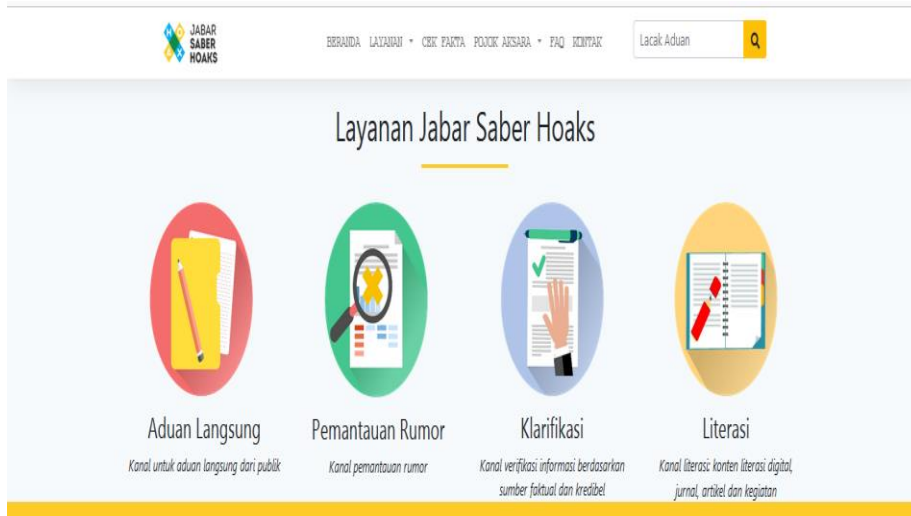 JABAR
SABER
HOAKS
BERANDA LAYANAN CEK FAKTA POJOK AKSARA FAQ KONTAK
Lacak Aduan
Layanan Jabar Saber Hoaks
Aduan Langsung
Kanal untuk aduan langsung dari publik
Pemantauan Rumor
Kanal pemantauan rumor
Klarifikasi
Kanal verifikasi informasi berdasarkan
sumber faktual dan kredibel
Literasi
Kanal literasi: konten literasi digital,
jurnal, artikel dan kegiatan